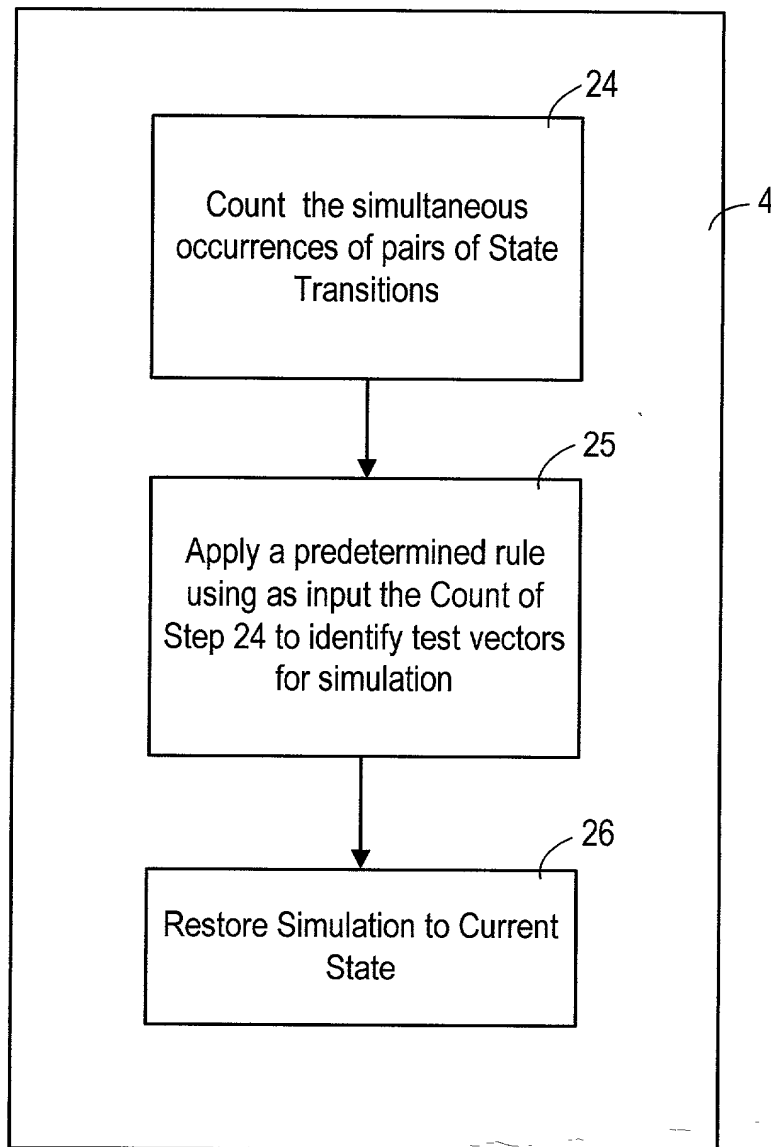 24
4
Count the simultaneous
occurrences of pairs of State
Transitions
25
Apply a predetermined rule
using as input the Count of
Step 24 to identify test vectors
for simulation
26
Restore Simulation to Current
State